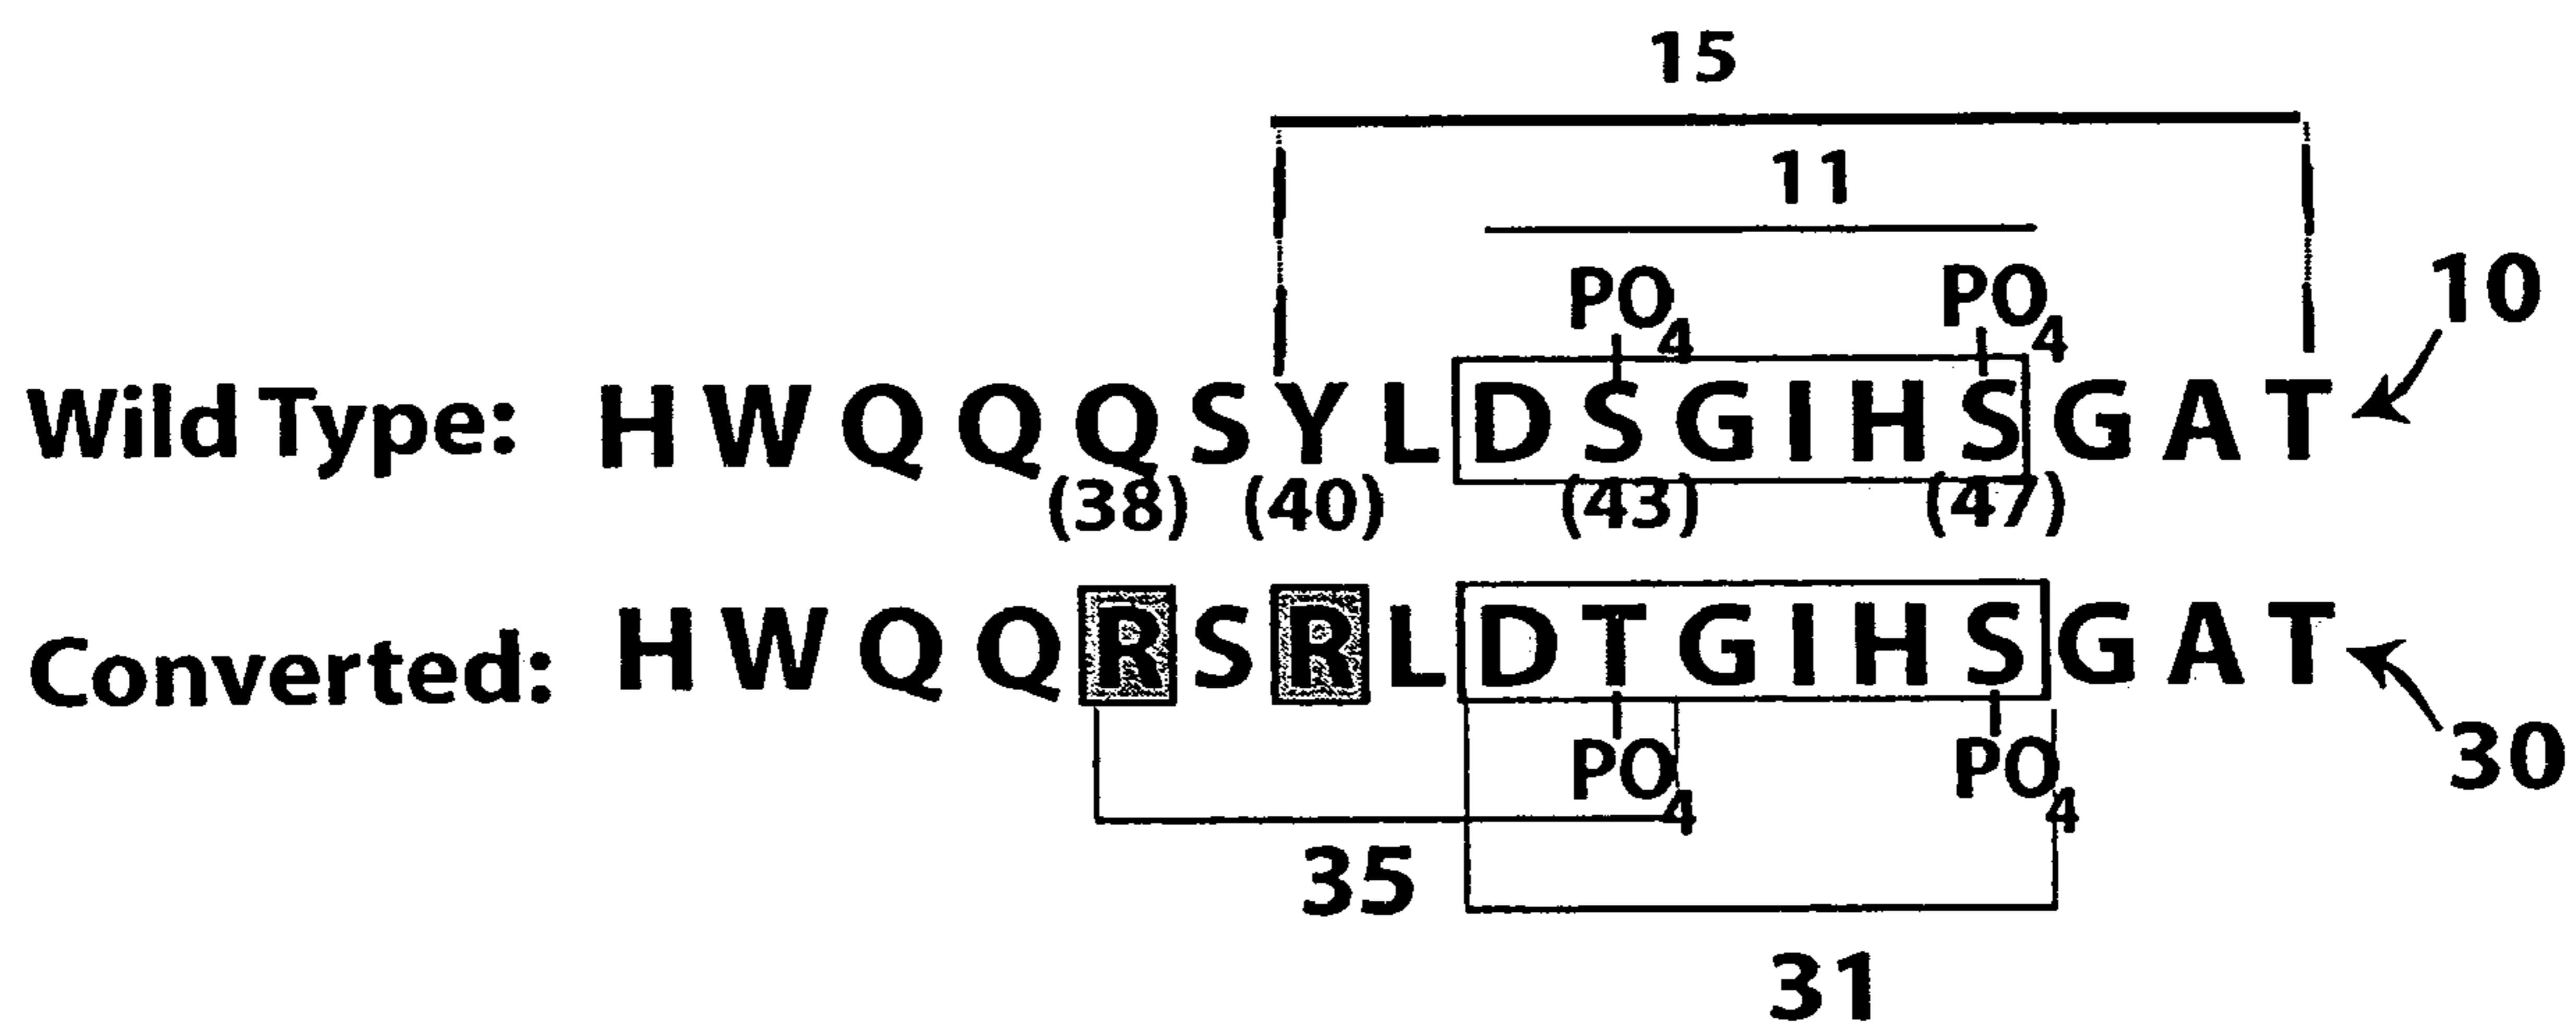 15
11
PO4 PO4
10
Wild Type: H W Q Q Q S Y L D S G I H S G A T
(38) (40) (43) (47)
Converted: H W Q Q R S R L D T G I H S G A T
PO4 PO4
30
35
31